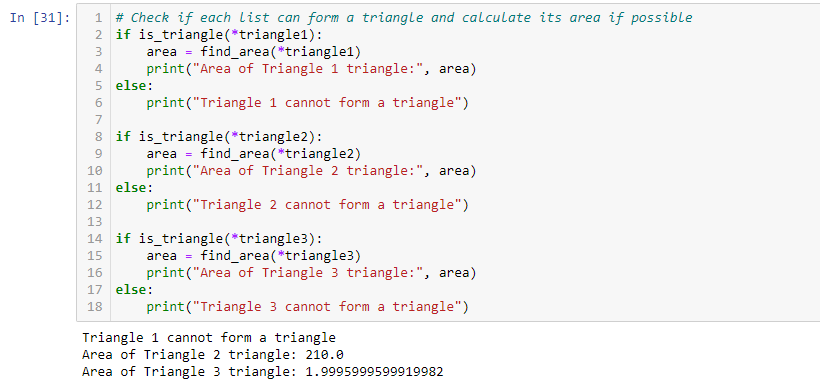 In [31]:
1 # Check if each list can form a triangle and calculate its area if possible
2 if is_triangle(*triangle1):
3     area = find_area(*triangle1)
4     print("Area of Triangle 1 triangle:", area)
5 else:
6     print("Triangle 1 cannot form a triangle")
7
8 if is_triangle(*triangle2):
9     area = find_area(*triangle2)
10     print("Area of Triangle 2 triangle:", area)
11 else:
12     print("Triangle 2 cannot form a triangle")
13
14 if is_triangle(*triangle3):
15     area = find_area(*triangle3)
16     print("Area of Triangle 3 triangle:", area)
17 else:
18     print("Triangle 3 cannot form a triangle")
Triangle 1 cannot form a triangle
Area of Triangle 2 triangle: 210.0
Area of Triangle 3 triangle: 1.9995999599919982